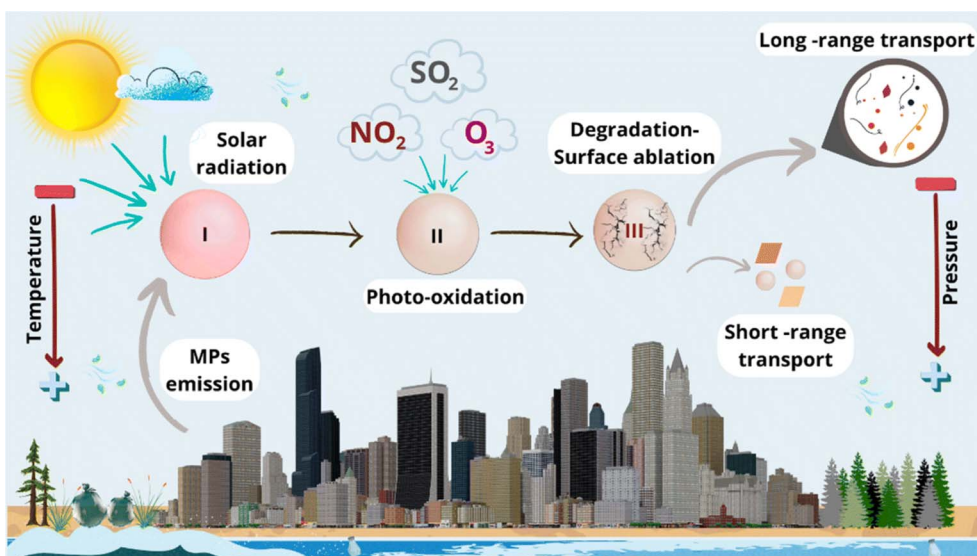 Long -range transport
SO2
NO2
O3
Solar
radiation
Degradation-
Surface ablation
I
II
III
Photo-oxidation
Temperature
Pressure
MPs
emission
Short -range
transport